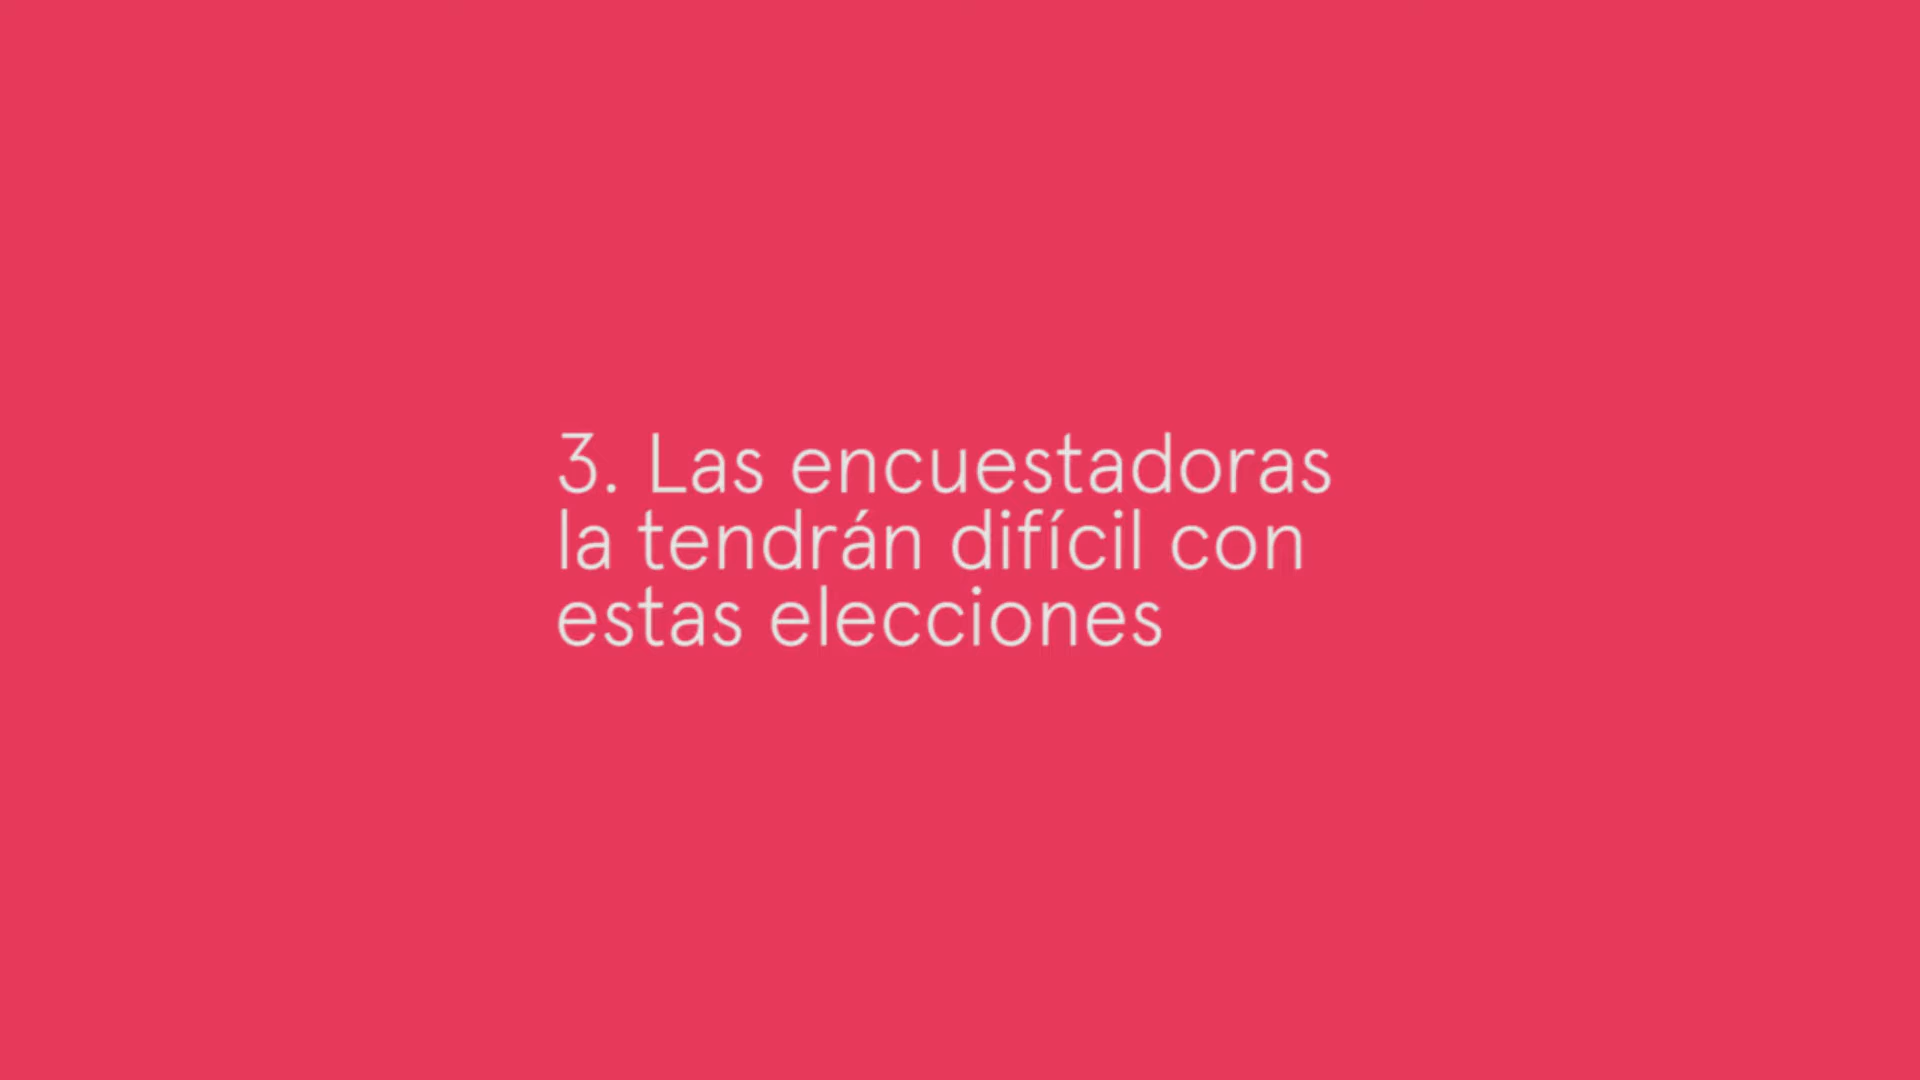 3. Las encuestadoras
la tendrán difícil con
estas elecciones